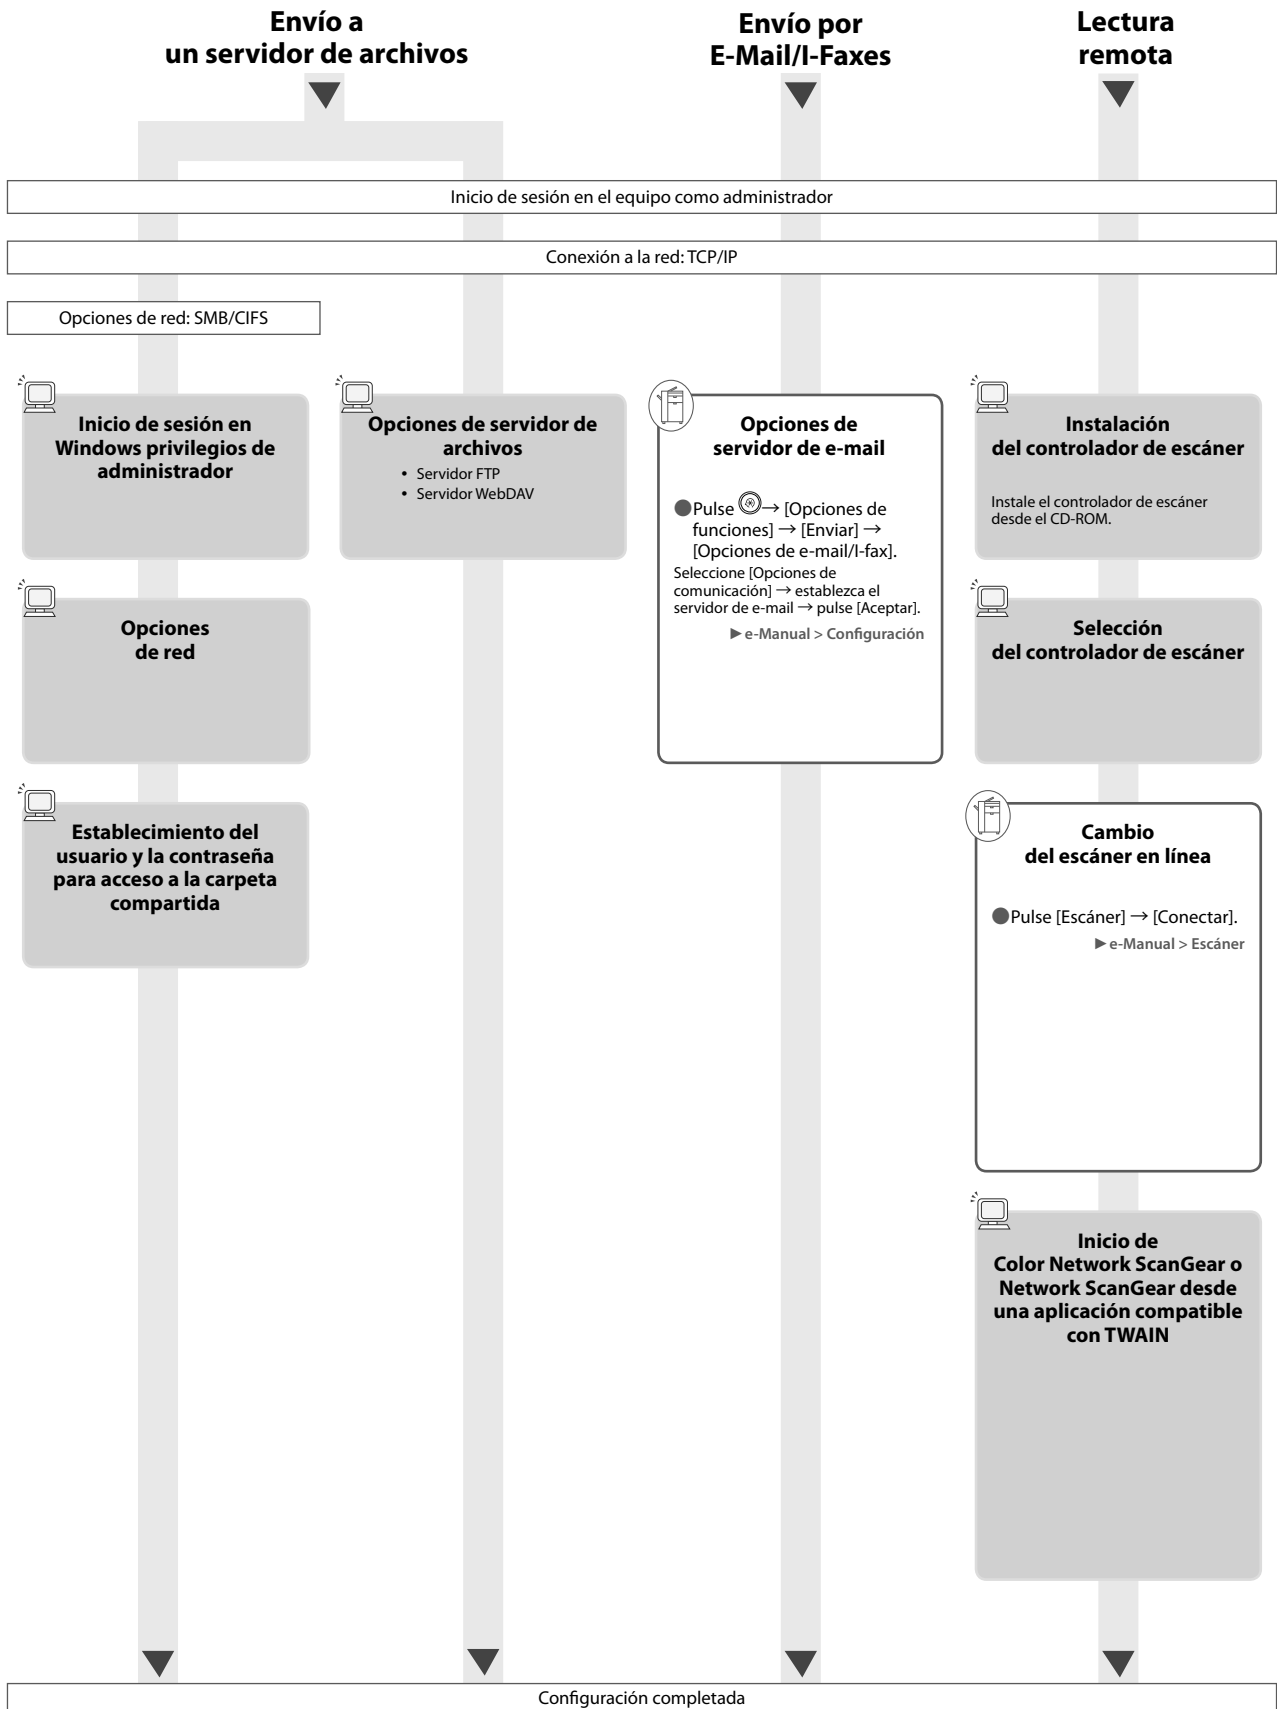 Envío a
un servidor de archivos
Envío por
E-Mail/I-Faxes
Lectura
remota
Inicio de sesión en el equipo como administrador
Conexión a la red: TCP/IP
Opciones de red: SMB/CIFS
Inicio de sesión en
Windows privilegios de
administrador
Opciones
de red
Establecimiento del
usuario y la contraseña
para acceso a la carpeta
compartida
Opciones de servidor de
archivos
• Servidor FTP
• Servidor WebDAV
Opciones de
servidor de e-mail
●Pulse → [Opciones de
funciones] → [Enviar] →
[Opciones de e-mail/I-fax].
Seleccione [Opciones de
comunicación] → establezca el
servidor de e-mail → pulse [Aceptar].
►e-Manual > Configuración
Instalación
del controlador de escáner
Instale el controlador de escáner
desde el CD-ROM.
Selección
del controlador de escáner
Cambio
del escáner en línea
●Pulse [Escáner] → [Conectar].
►e-Manual > Escáner
Inicio de
Color Network ScanGear o
Network ScanGear desde
una aplicación compatible
con TWAIN
Configuración completada